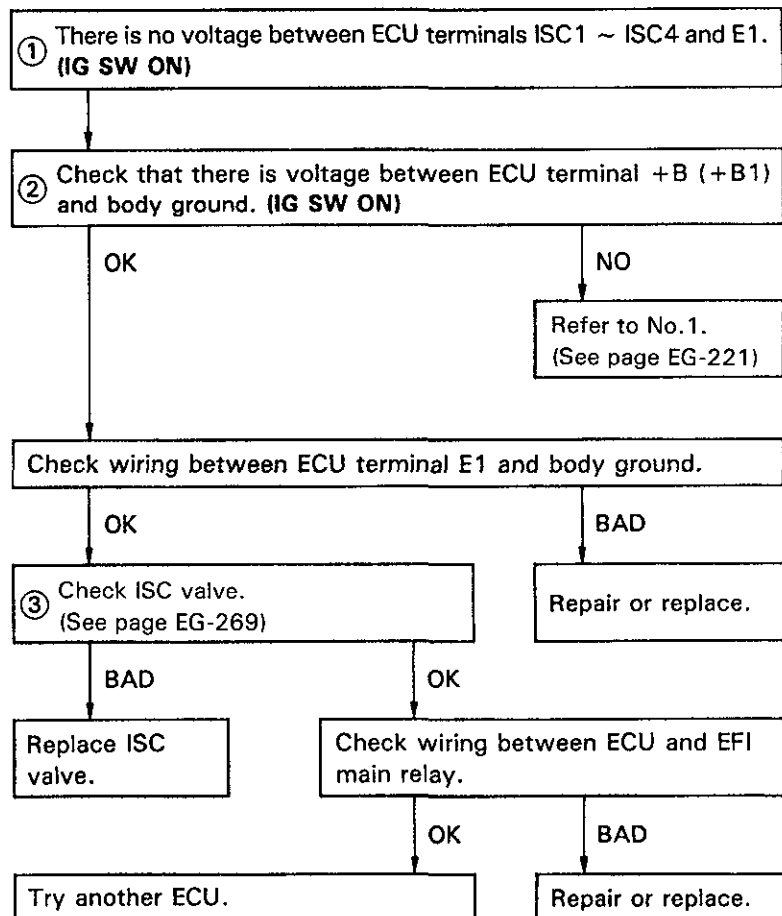 ① There is no voltage between ECU terminals ISC1 ~ ISC4 and E1.
(IG SW ON)
② Check that there is voltage between ECU terminal +B (+B1)
and body ground. (IG SW ON)
OK
NO
Refer to No.1.
(See page EG-221)
Check wiring between ECU terminal E1 and body ground.
OK
BAD
③ Check ISC valve.
(See page EG-269)
Repair or replace.
BAD
OK
Replace ISC
valve.
Check wiring between ECU and EFI
main relay.
OK
BAD
Try another ECU.
Repair or replace.